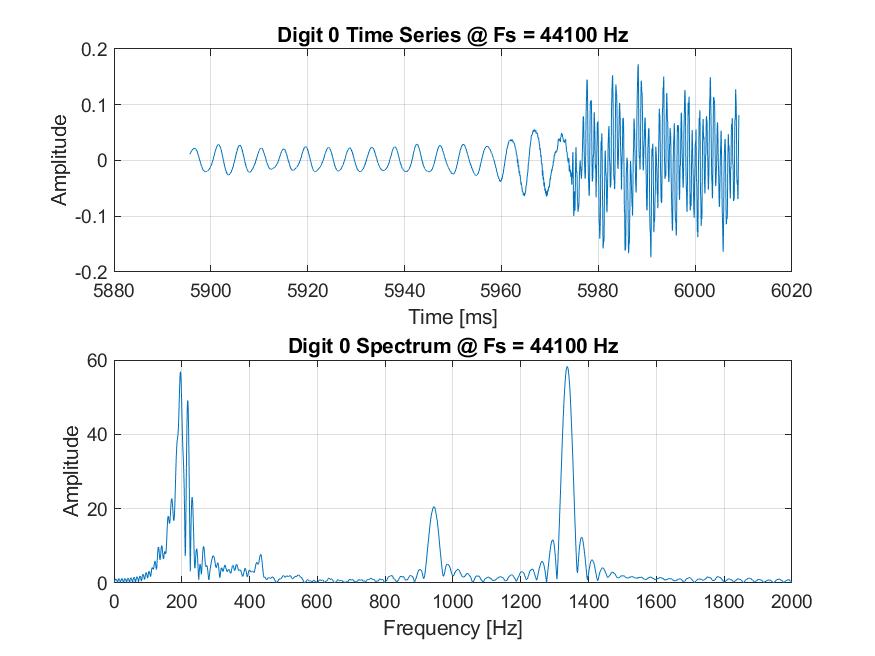 Digit 0 Time Series @ Fs = 44100 Hz
0.2
0.1
0
-0.1
-0.2
Amplitude
5880 5900 5920 5940 5960 5980 6000 6020
Time [ms]
Digit 0 Spectrum @ Fs = 44100 Hz
60
40
20
0
Amplitude
0 200 400 600 800 1000 1200 1400 1600 1800 2000
Frequency [Hz]